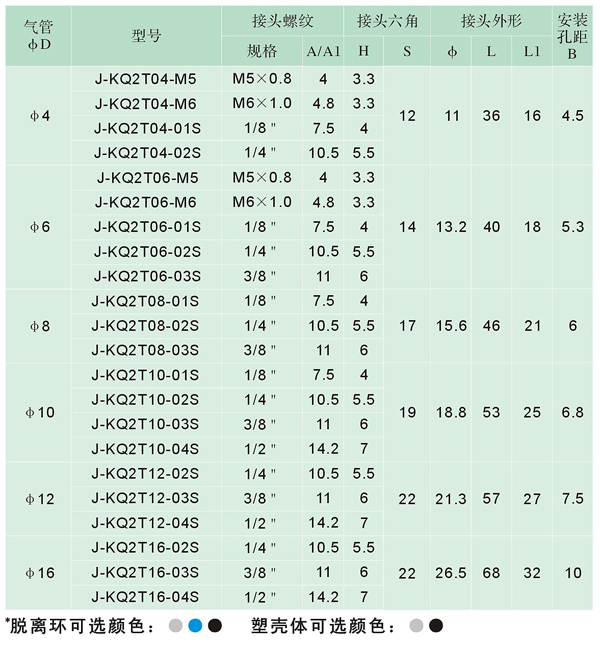 气管 φD 型号 接头螺纹 接头六角 接头外形 安装孔距 B
规格 A/A1 H S φ L L1
φ4 J-KQ2T04-M5 M5×0.8 4 3.3 12 11 36 16 4.5
J-KQ2T04-M6 M6×1.0 4.8 3.3
J-KQ2T04-01S 1/8" 7.5 4
J-KQ2T04-02S 1/4" 10.5 5.5
φ6 J-KQ2T06-M5 M5×0.8 4 3.3 14 13.2 40 18 5.3
J-KQ2T06-M6 M6×1.0 4.8 3.3
J-KQ2T06-01S 1/8" 7.5 4
J-KQ2T06-02S 1/4" 10.5 5.5
J-KQ2T06-03S 3/8" 11 6
φ8 J-KQ2T08-01S 1/8" 7.5 4 17 15.6 46 21 6
J-KQ2T08-02S 1/4" 10.5 5.5
J-KQ2T08-03S 3/8" 11 6
φ10 J-KQ2T10-01S 1/8" 7.5 4 19 18.8 53 25 6.8
J-KQ2T10-02S 1/4" 10.5 5.5
J-KQ2T10-03S 3/8" 11 6
J-KQ2T10-04S 1/2" 14.2 7
φ12 J-KQ2T12-02S 1/4" 10.5 5.5 22 21.3 57 27 7.5
J-KQ2T12-03S 3/8" 11 6
J-KQ2T12-04S 1/2" 14.2 7
φ16 J-KQ2T16-02S 1/4" 10.5 5.5 22 26.5 68 32 10
J-KQ2T16-03S 3/8" 11 6
J-KQ2T16-04S 1/2" 14.2 7
*脱离环可选颜色： 塑壳体可选颜色：